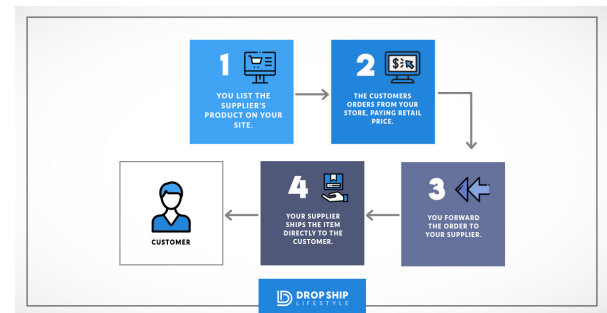 1
YOU LIST THE
SUPPLIER'S
PRODUCT ON YOUR
SITE.
2
$
THE CUSTOMERS
ORDERS FROM YOUR
STORE, PAYING RETAIL
PRICE.
3
YOU FORWARD
THE ORDER TO
YOUR SUPPLIER.
4
YOUR SUPPLIER
SHIPS THE ITEM
DIRECTLY TO THE
CUSTOMER.
CUSTOMER
DROP SHIP
LIFESTYLE